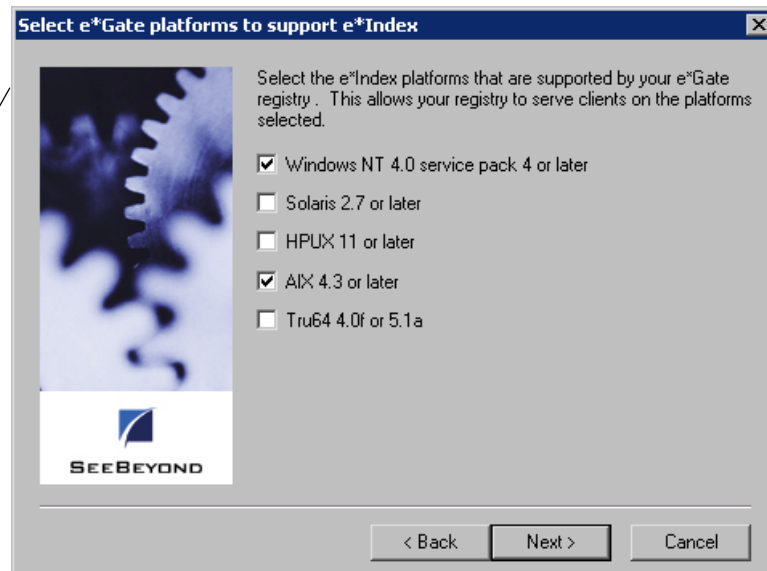 Select e*Gate platforms to support e*Index
Select the e*Index platforms that are supported by your e*Gate
registry . This allows your registry to serve clients on the platforms
selected.
Windows NT 4.0 service pack 4 or later
Solaris 2.7 or later
HPUX 11 or later
AIX 4.3 or later
Tru64 4.0f or 5.1a
SEEBEYOND
< Back
Next >
Cancel